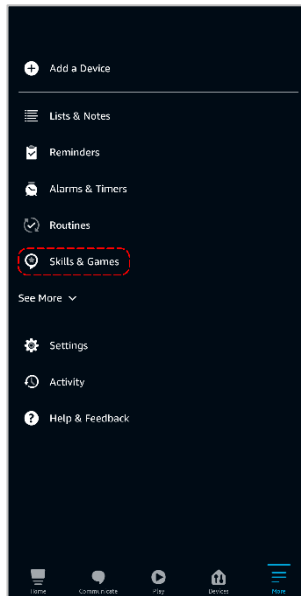 Add a Device
Lists & Notes
Reminders
Alarms & Timers
Routines
Skills & Games
See More
Settings
Activity
Help & Feedback
Home Communicate Play Devices More